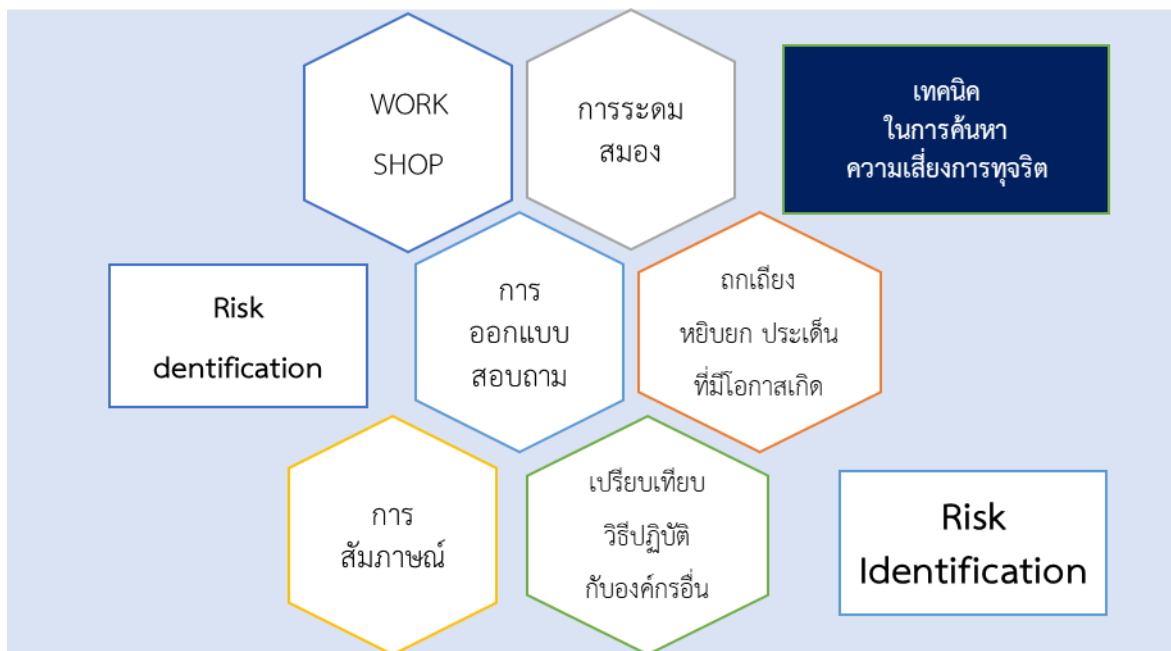 WORK
SHOP
การระดม
สมอง
เทคนิค
ในการค้นหา
ความเสี่ยงการทุจริต
Risk
dentification
การ
ออกแบบ
สอบถาม
ถกเถียง
หยิบยก ประเด็น
ที่มีโอกาสเกิด
การ
สัมภาษณ์
เปรียบเทียบ
วิธีปฏิบัติ
กับองค์กรอื่น
Risk
Identification